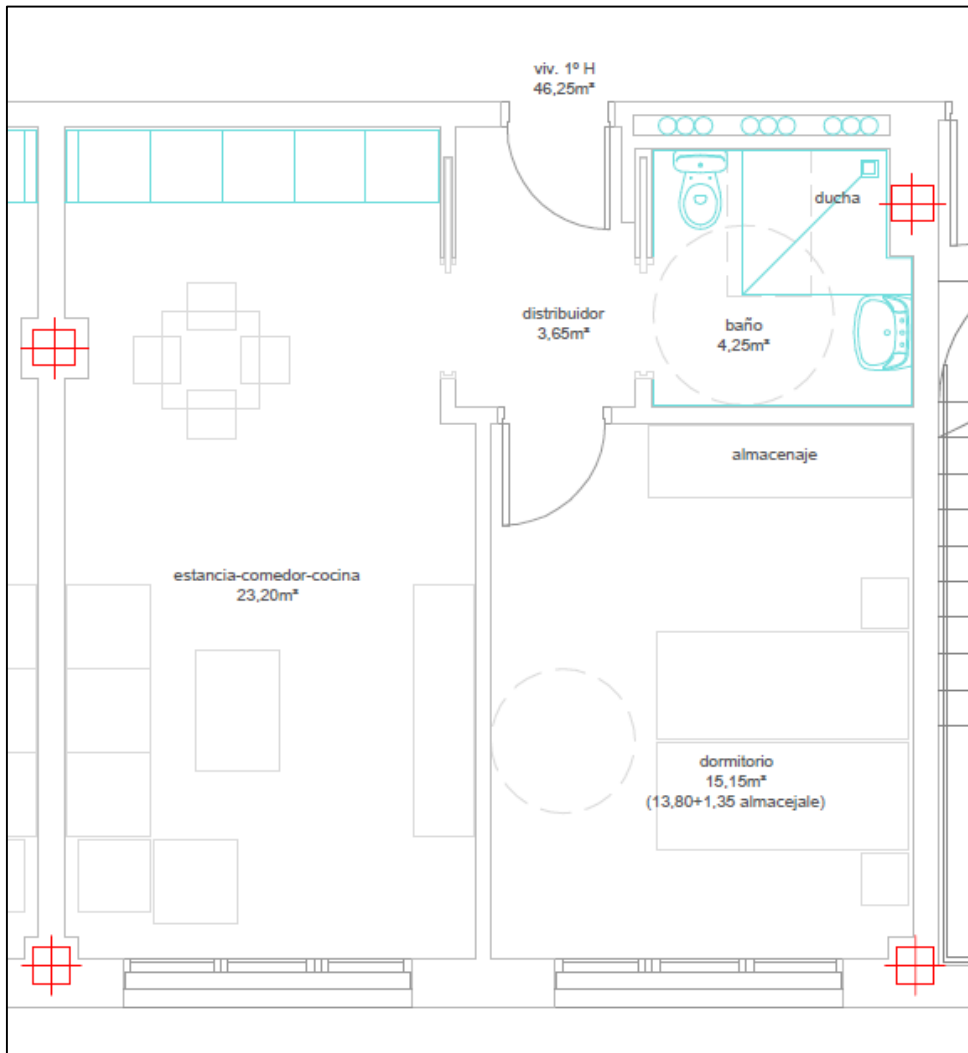 viv. 1º H
46,25m²
ducha
distribuidor
3,65m²
baño
4,25m²
almacenaje
estancia-comedor-cocina
23,20m²
dormitorio
15,15m²
(13,80+1,35 almacejale)